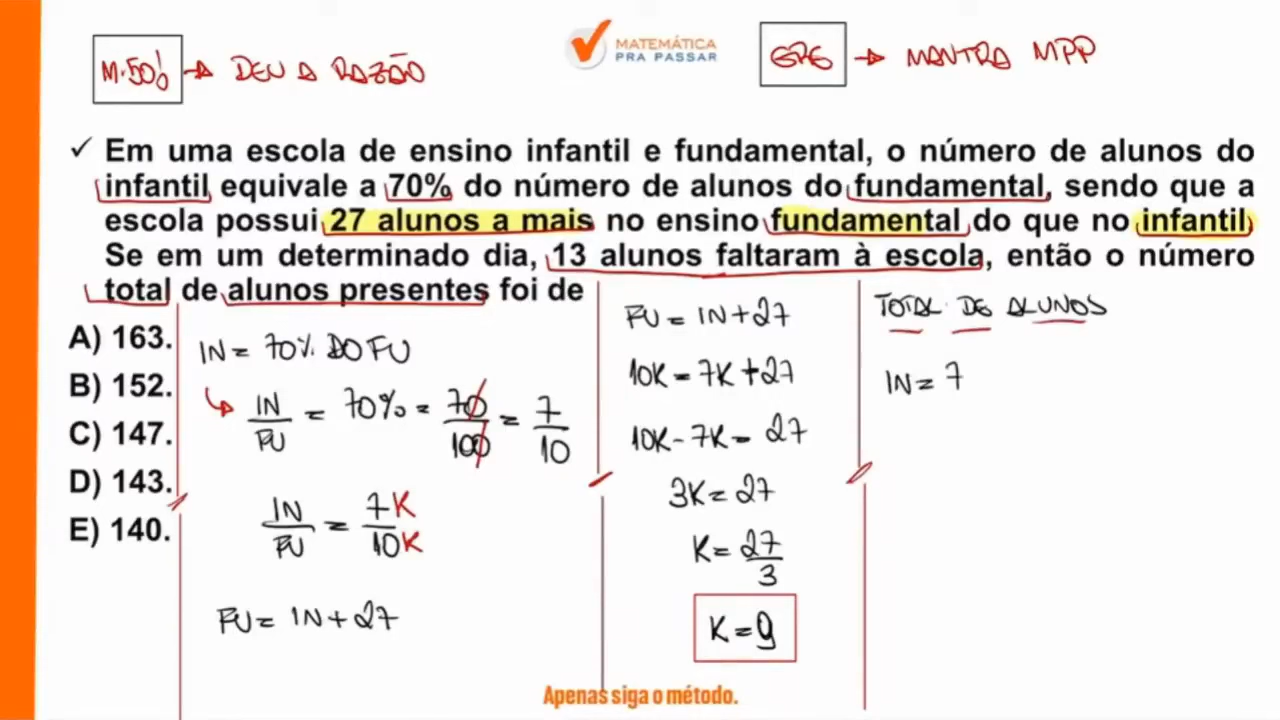 M.50! → DEU A RAZÃO
MATEMÁTICA
PRA PASSAR
→ MANTRA MPP
✓ Em uma escola de ensino infantil e fundamental, o número de alunos do
infantil equivale a 70% do número de alunos do fundamental, sendo que a
escola possui 27 alunos a mais no ensino fundamental do que no infantil.
Se em um determinado dia, 13 alunos faltaram à escola, então o número
total de alunos presentes foi de
A) 163.
B) 152.
C) 147.
D) 143.
E) 140.
IN = 70% DO FU
IN/FU = 70% = 70/100 = 7/10
IN/FU = 7K/10K
FU = IN + 27
FU = IN + 27
10K = 7K + 27
10K - 7K = 27
3K = 27
K = 27/3
K = 9
TOTAL DE ALUNOS
IN = 7
Apenas siga o método.